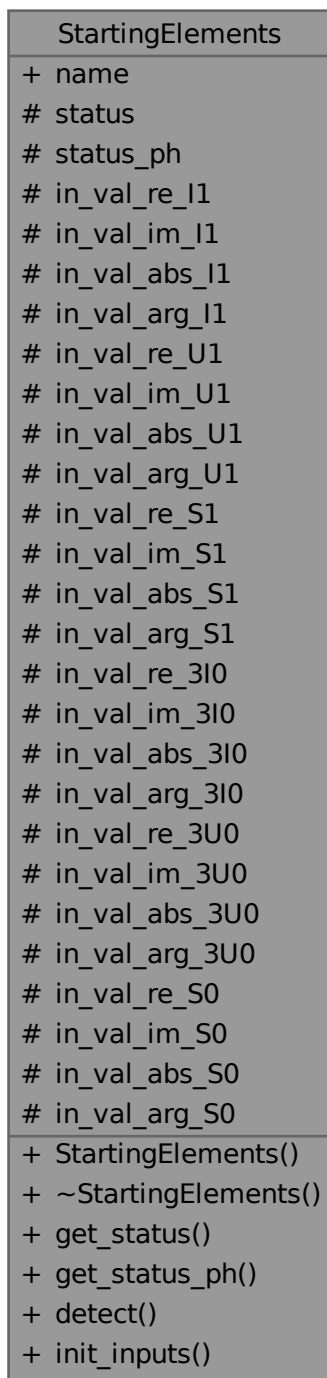 StartingElements
+ name
# status
# status_ph
# in_val_re_I1
# in_val_im_I1
# in_val_abs_I1
# in_val_arg_I1
# in_val_re_U1
# in_val_im_U1
# in_val_abs_U1
# in_val_arg_U1
# in_val_re_S1
# in_val_im_S1
# in_val_abs_S1
# in_val_arg_S1
# in_val_re_3I0
# in_val_im_3I0
# in_val_abs_3I0
# in_val_arg_3I0
# in_val_re_3U0
# in_val_im_3U0
# in_val_abs_3U0
# in_val_arg_3U0
# in_val_re_S0
# in_val_im_S0
# in_val_abs_S0
# in_val_arg_S0
+ StartingElements()
+ ~StartingElements()
+ get_status()
+ get_status_ph()
+ detect()
+ init_inputs()